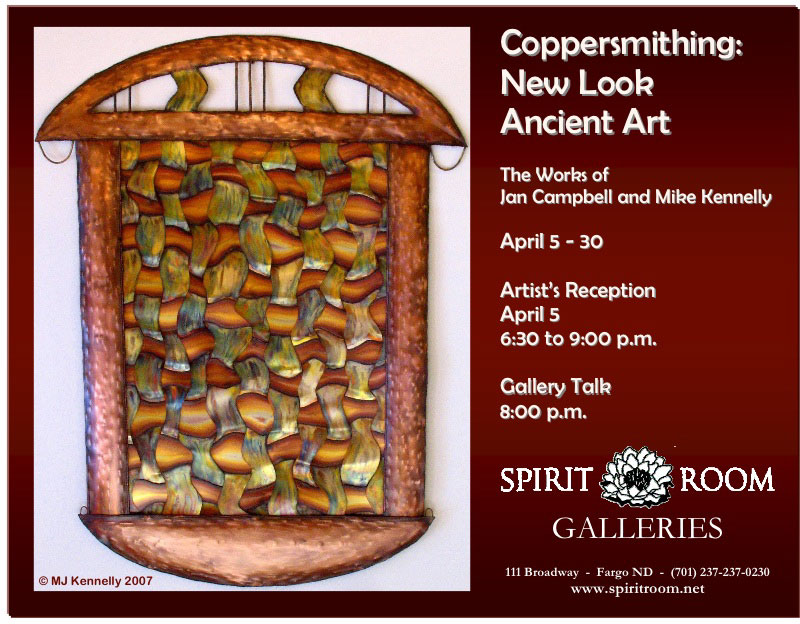 Coppersmithing:
New Look
Ancient Art
The Works of
Jan Campbell and Mike Kennelly
April 5 - 30
Artist's Reception
April 5
6:30 to 9:00 p.m.
Gallery Talk
8:00 p.m.
SPIRIT ROOM
GALLERIES
111 Broadway - Fargo ND - (701) 237-237-0230
www.spiritroom.net
© MJ Kennelly 2007